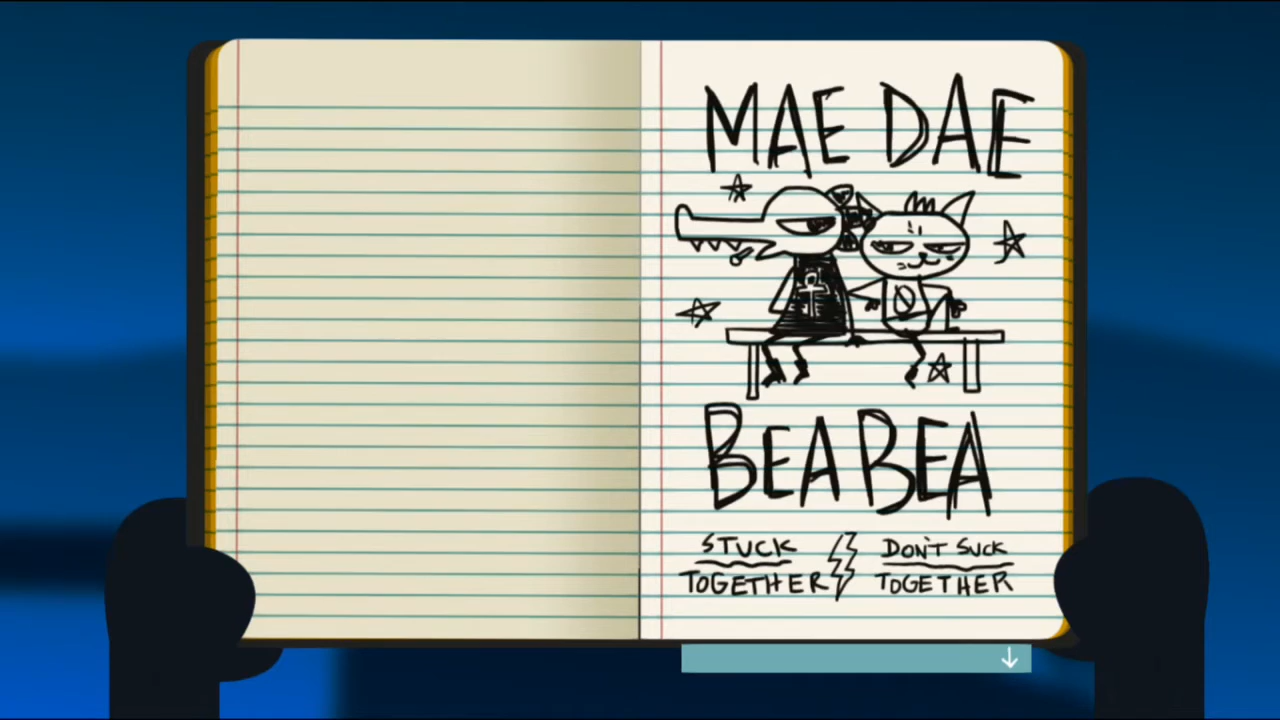 MAE DAE
BEA BEA
STUCK DON'T SUCK
TOGETHER TOGETHER